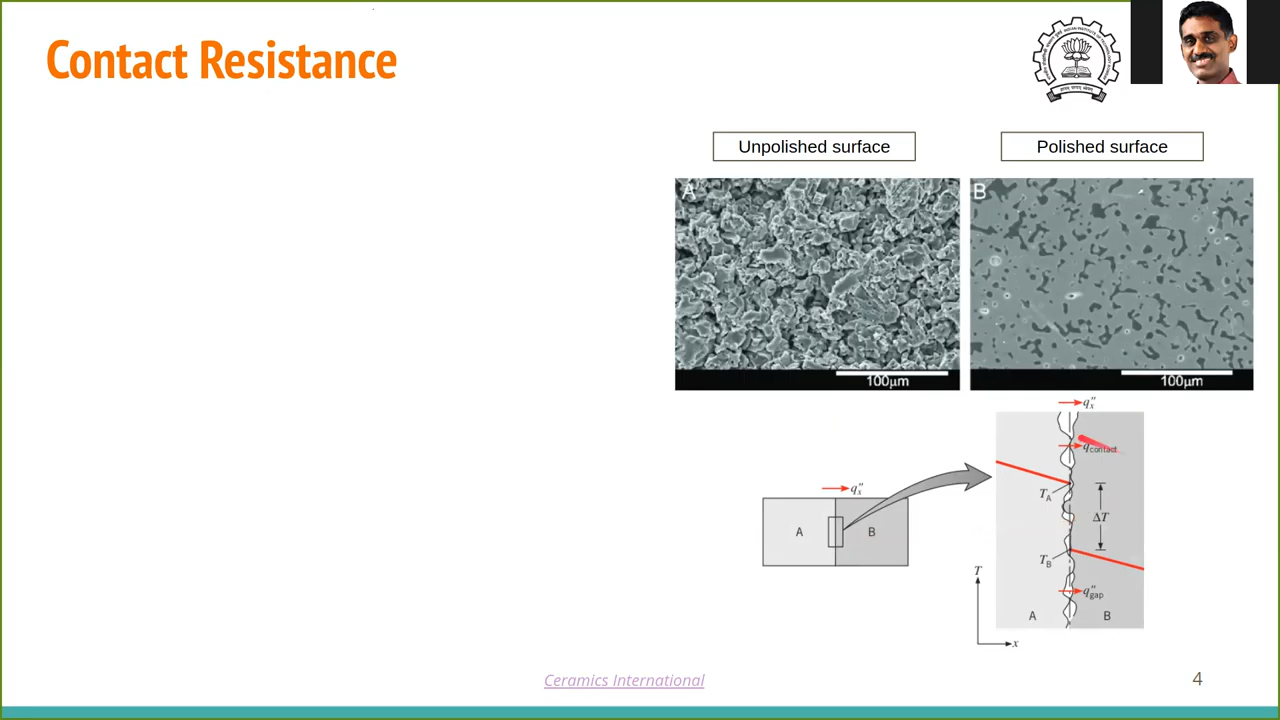 Contact Resistance
Unpolished surface
Polished surface
A
100μm
B
100μm
q″x
q″x
q″contact
TA
ΔT
TB
q″gap
A
B
A
B
T
x
Ceramics International
4